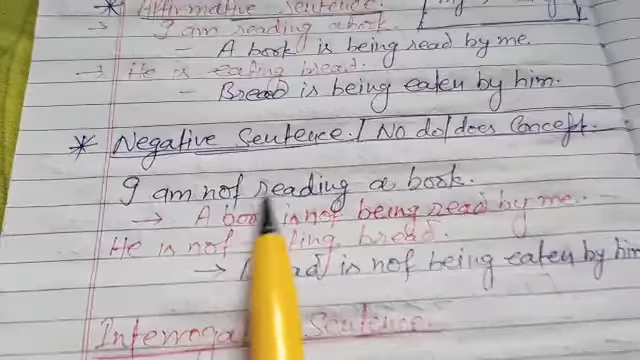 * Affirmative Sentence.
→ I am reading a book.
- A book is being read by me.
→ He is eating bread.
- Bread is being eaten by him.
* Negative Sentence / No do/does Concept.
I am not reading a book.
→ A book is not being read by me.
He is not bread.
→ is not being eaten by him
Sentence.